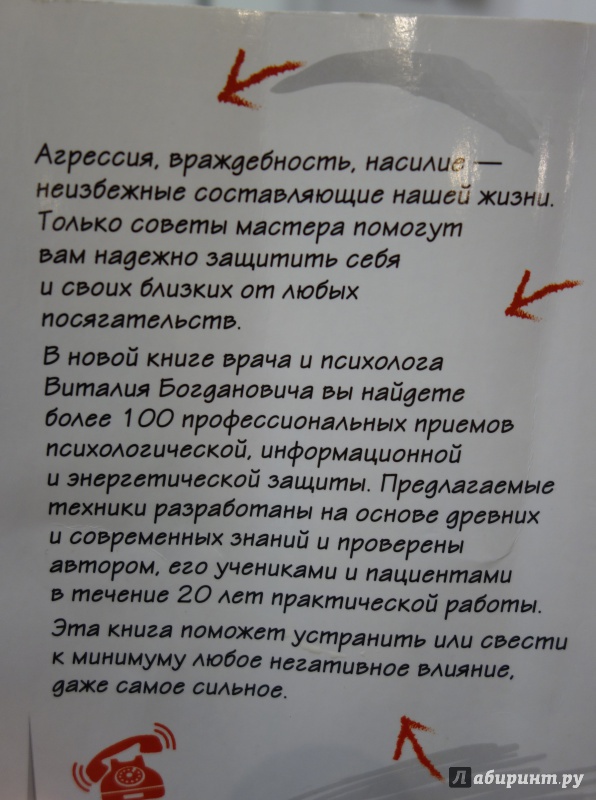 Агрессия, враждебность, насилие —
неизбежные составляющие нашей жизни.
Только советы мастера помогут
вам надежно защитить себя
и своих близких от любых
посягательств.
В новой книге врача и психолога
Виталия Богдановича вы найдете
более 100 профессиональных приемов
психологической, информационной
и энергетической защиты. Предлагаемые
техники разработаны на основе древних
и современных знаний и проверены
автором, его учениками и пациентами
в течение 20 лет практической работы.
Эта книга поможет устранить или свести
к минимуму любое негативное влияние,
даже самое сильное.
Лабиринт.ру